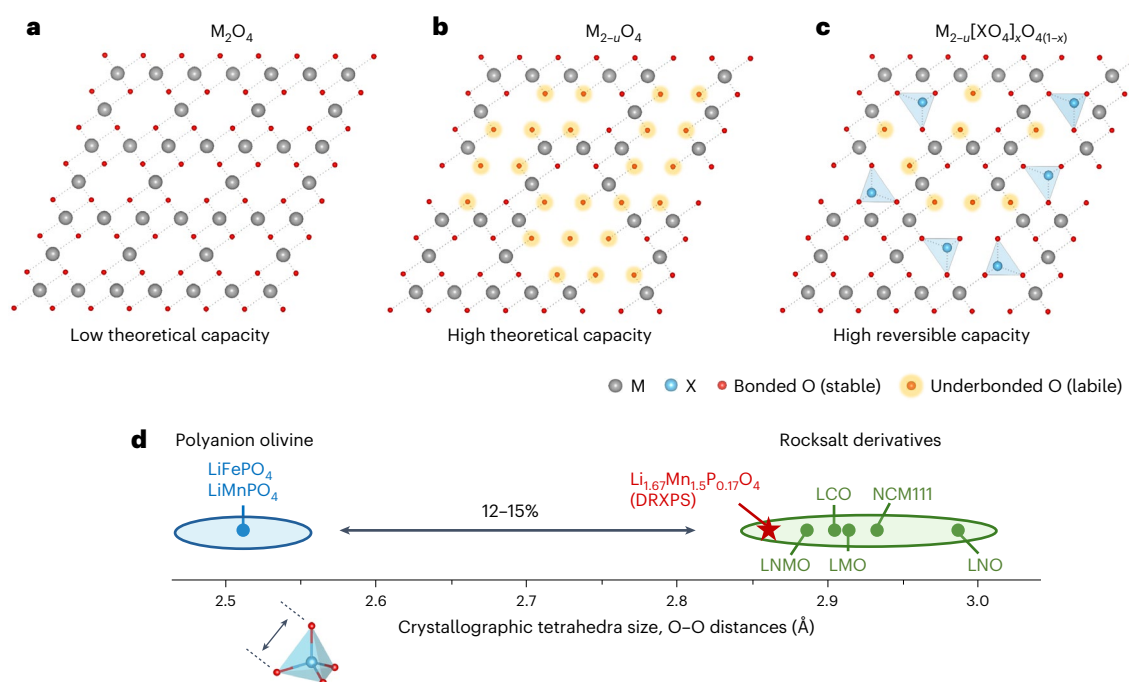 a
M₂O₄
b
M₂₋ᵤO₄
c
M₂₋ᵤ[XO₄]ₓO₄₍₁₋ₓ₎
Low theoretical capacity
High theoretical capacity
High reversible capacity
M
X
Bonded O (stable)
Underbonded O (labile)
d
Polyanion olivine
Rocksalt derivatives
LiFePO₄
LiMnPO₄
Li₁.₆₇Mn₁.₅P₀.₁₇O₄
(DRXPS)
LCO
NCM111
12–15%
LNMO
LMO
LNO
2.5
2.6
2.7
2.8
2.9
3.0
Crystallographic tetrahedra size, O–O distances (Å)